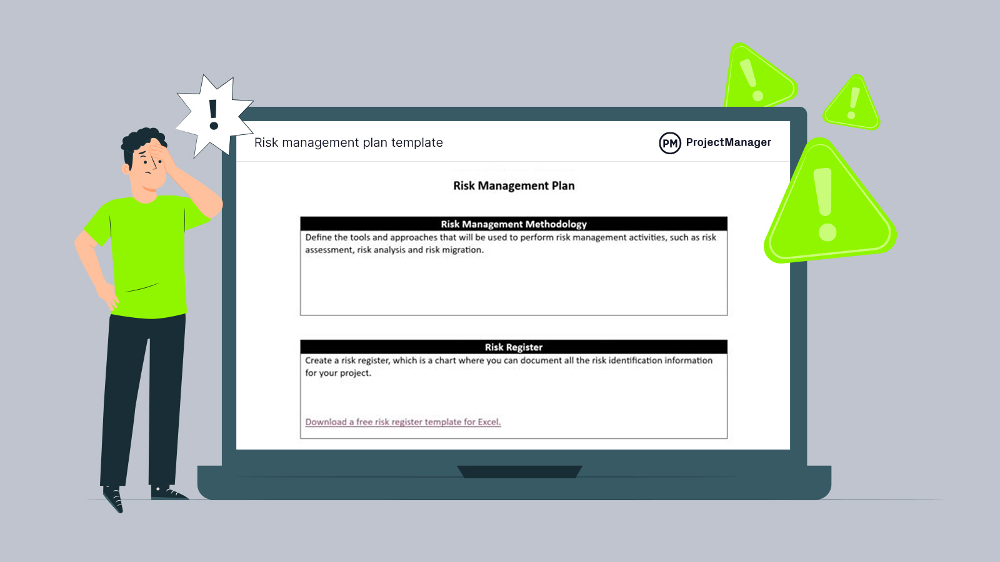 !
Risk management plan template
PM ProjectManager
Risk Management Plan
Risk Management Methodology
Define the tools and approaches that will be used to perform risk management activities, such as risk
assessment, risk analysis and risk migration.
Risk Register
Create a risk register, which is a chart where you can document all the risk identification information
for your project.
Download a free risk register template for Excel.
!
!
!